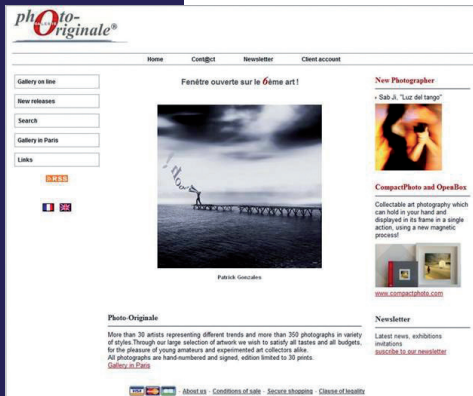 photo-
Originale®
Home Cont@ct Newsletter Client account
Gallery on line
New releases
Search
Gallery in Paris
Links
RSS
Fenêtre ouverte sur le 6ème art !
Patrick Gonzales
New Photographer
Sab Ji, "Luz del tango"
CompactPhoto and OpenBox
Collectable art photography which
can hold in your hand and
displayed in its frame in a single
action, using a new magnetic
process!
www.compactphoto.com
Newsletter
Latest news, exhibitions
invitations
suscribe to our newsletter
Photo-Originale
More than 30 artists representing different trends and more than 350 photographs in variety
of styles.Through our large selection of artwork we wish to satisfy all tastes and all budgets,
for the pleasure of young amateurs and experimented art collectors alike.
All photographs are hand-numbered and signed, edition limited to 30 prints.
Gallery in Paris
VISA - About us - Conditions of sale - Secure shopping - Clause of legality